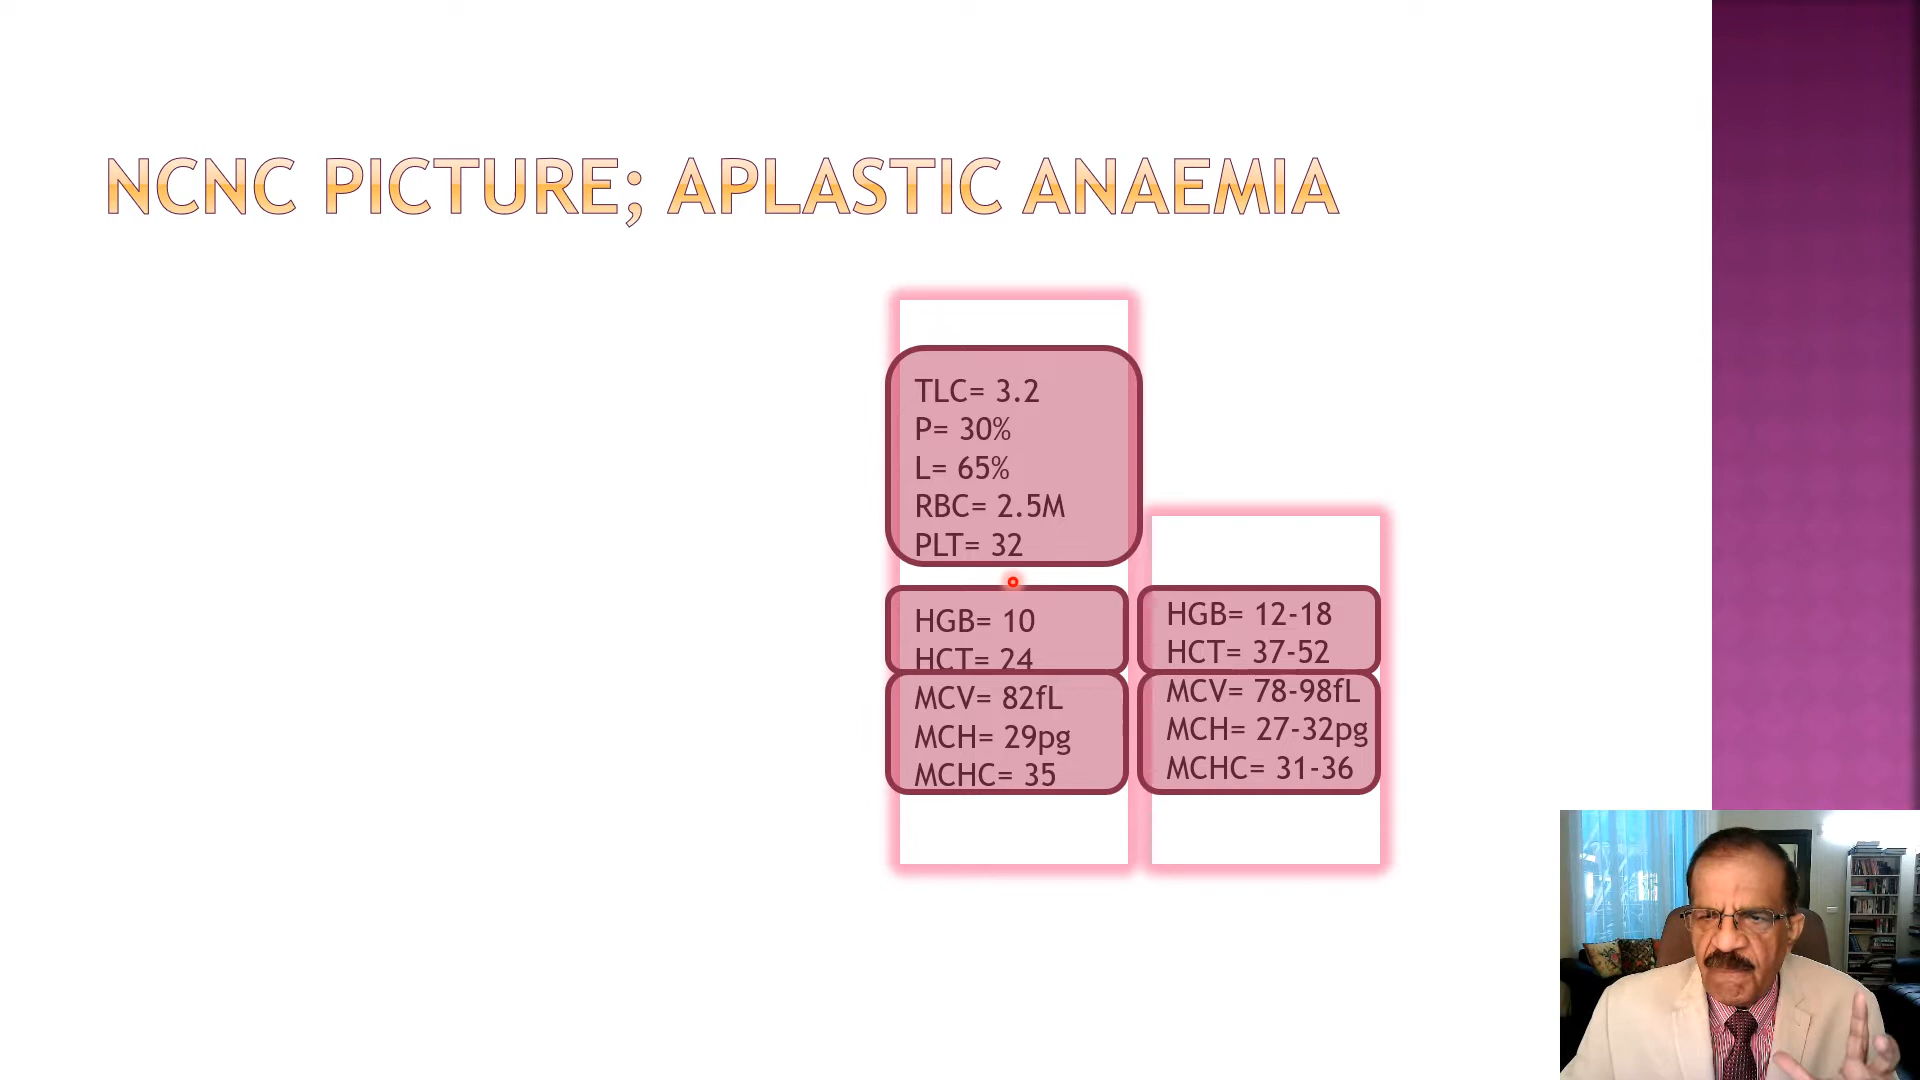 NCNC PICTURE; APLASTIC ANAEMIA
TLC= 3.2
P= 30%
L= 65%
RBC= 2.5M
PLT= 32
HGB= 10
HCT= 24
MCV= 82fL
MCH= 29pg
MCHC= 35
HGB= 12-18
HCT= 37-52
MCV= 78-98fL
MCH= 27-32pg
MCHC= 31-36